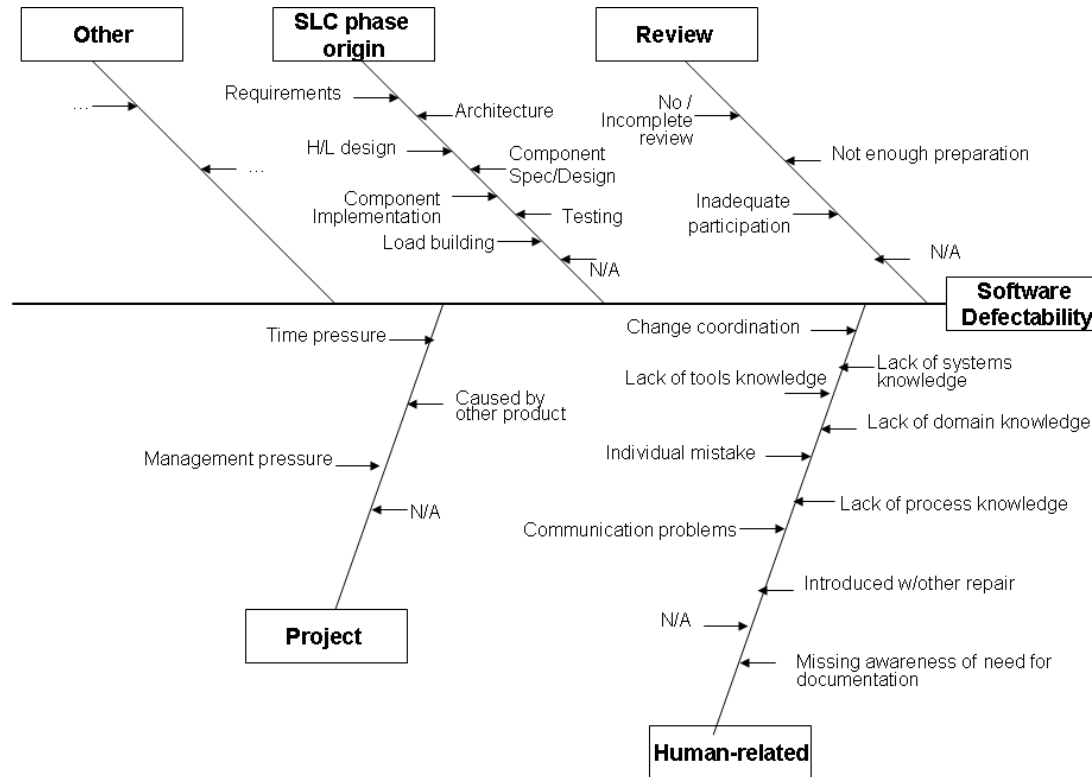 Other
SLC phase
origin
Review
...
...
Requirements
Architecture
H/L design
Component
Spec/Design
Component
Implementation
Testing
Load building
N/A
No /
Incomplete
review
Not enough preparation
Inadequate
participation
N/A
Software
Defectability
Time pressure
Caused by
other product
Management pressure
N/A
Project
Change coordination
Lack of systems
knowledge
Lack of tools knowledge
Lack of domain knowledge
Individual mistake
Lack of process knowledge
Communication problems
Introduced w/other repair
N/A
Missing awareness of need for
documentation
Human-related